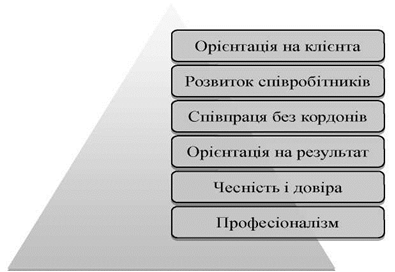 Орієнтація на клієнта
Розвиток співробітників
Співпраця без кордонів
Орієнтація на результат
Чесність і довіра
Професіоналізм